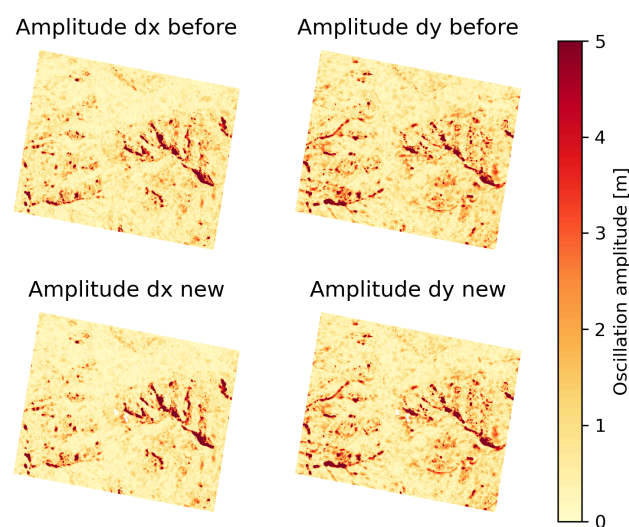 Amplitude dx before
Amplitude dy before
Amplitude dx new
Amplitude dy new
5
4
3
2
1
0
Oscillation amplitude [m]